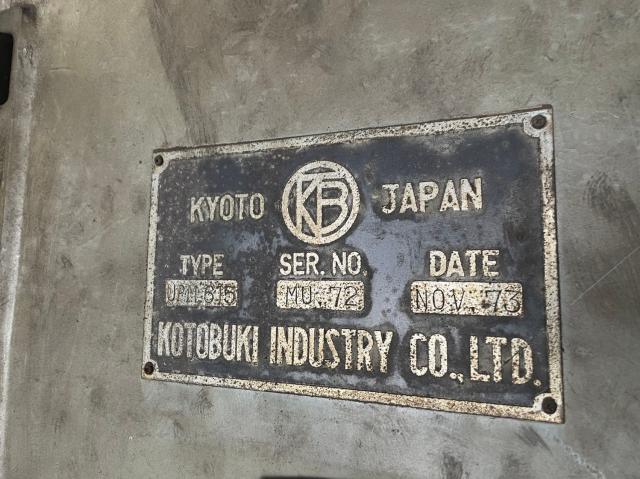 KYOTO KB JAPAN
TYPE SER. NO. DATE
MU 72 NOV. 73
KOTOBUKI INDUSTRY CO., LTD.